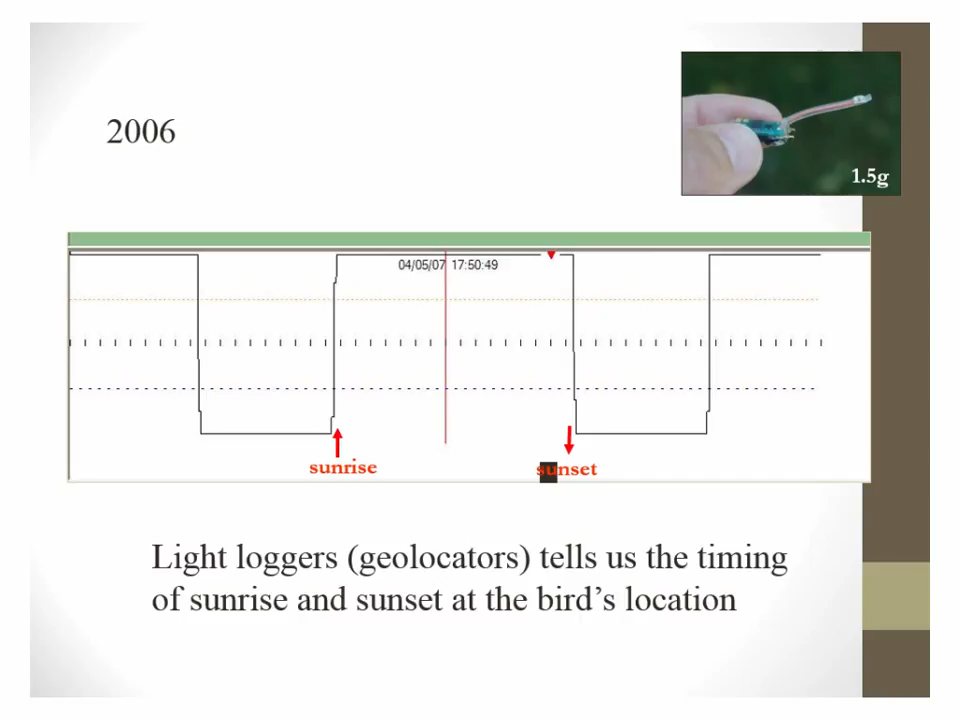 2006
1.5g
04/05/07 17:50:49
sunrise
sunset
Light loggers (geolocators) tells us the timing
of sunrise and sunset at the bird’s location